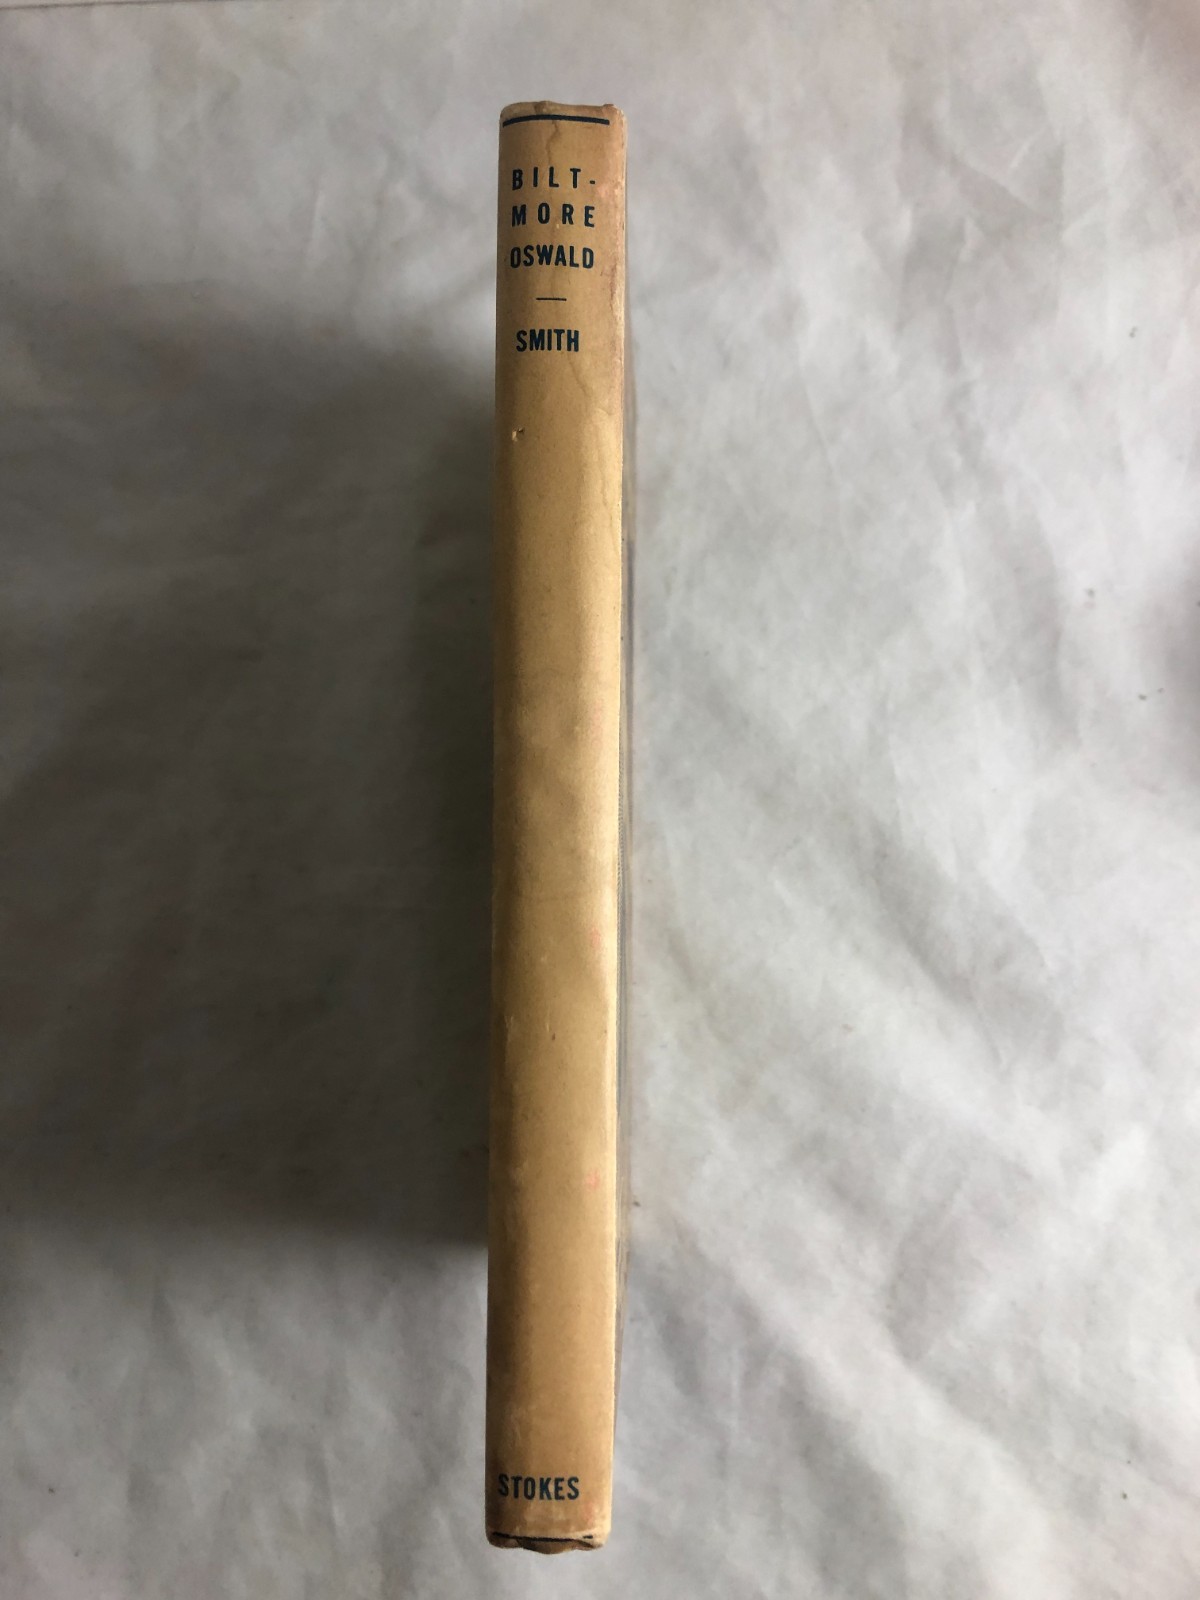 BILT-
MORE
OSWALD
SMITH
STOKES